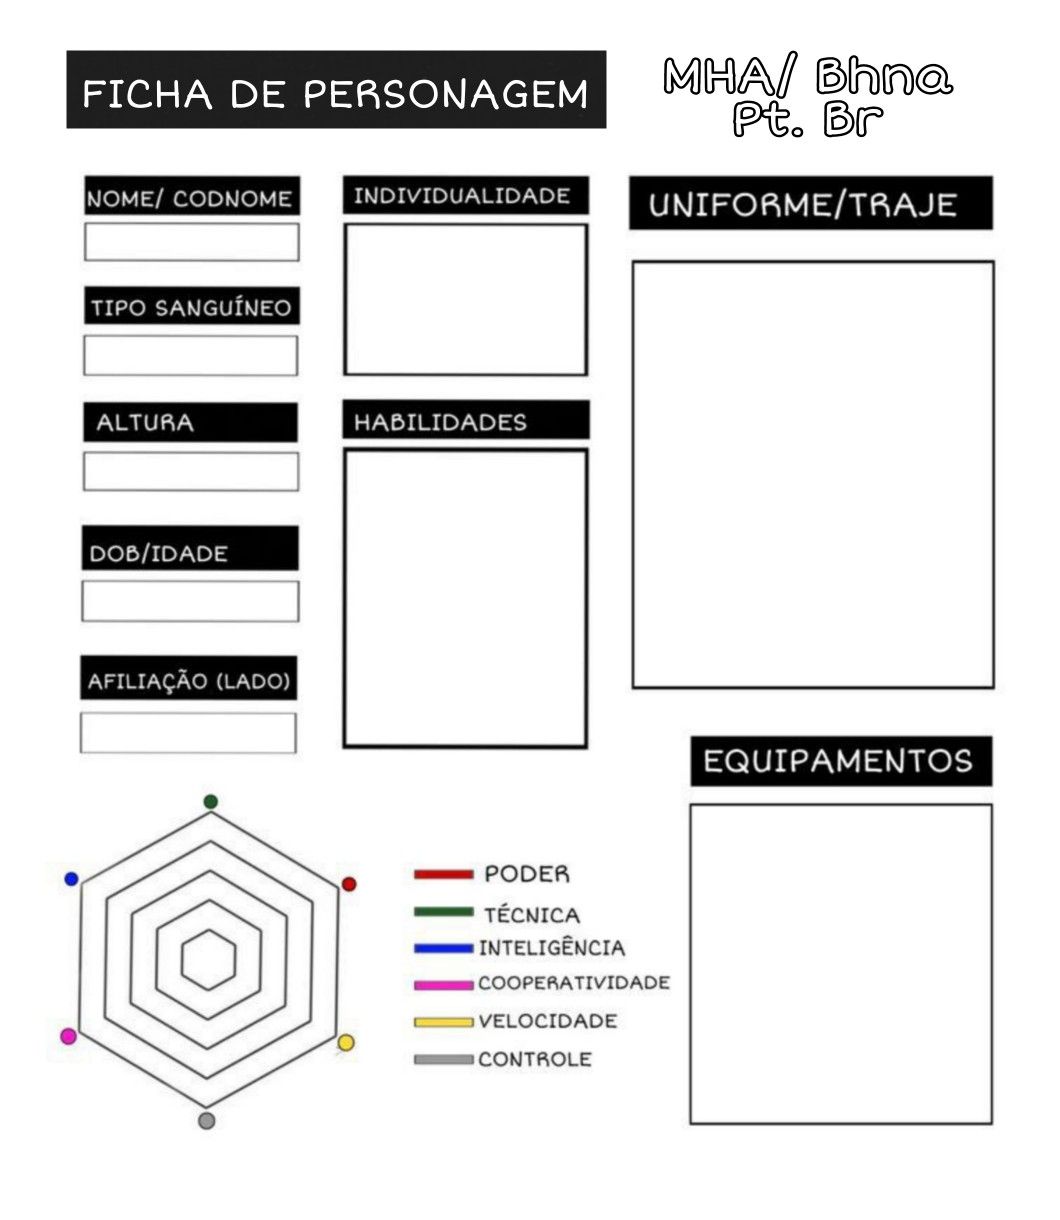 FICHA DE PERSONAGEM
MHA/ Bhna
Pt. Br
NOME/ CODNOME
TIPO SANGUÍNEO
ALTURA
DOB/IDADE
AFILIAÇÃO (LADO)
INDIVIDUALIDADE
HABILIDADES
UNIFORME/TRAJE
EQUIPAMENTOS
PODER
TÉCNICA
INTELIGÊNCIA
COOPERATIVIDADE
VELOCIDADE
CONTROLE